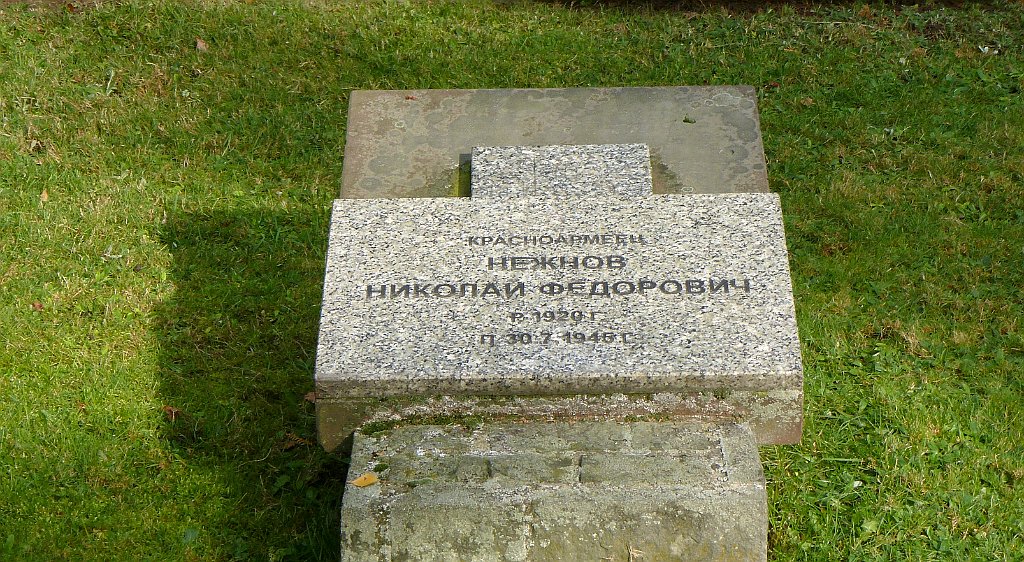 КРАСНОАРМЕЕЦ
НЕЖНОВ
НИКОЛАЙ ФЕДОРОВИЧ
Р. 1920 Г.
П. 30.7.1945 Г.